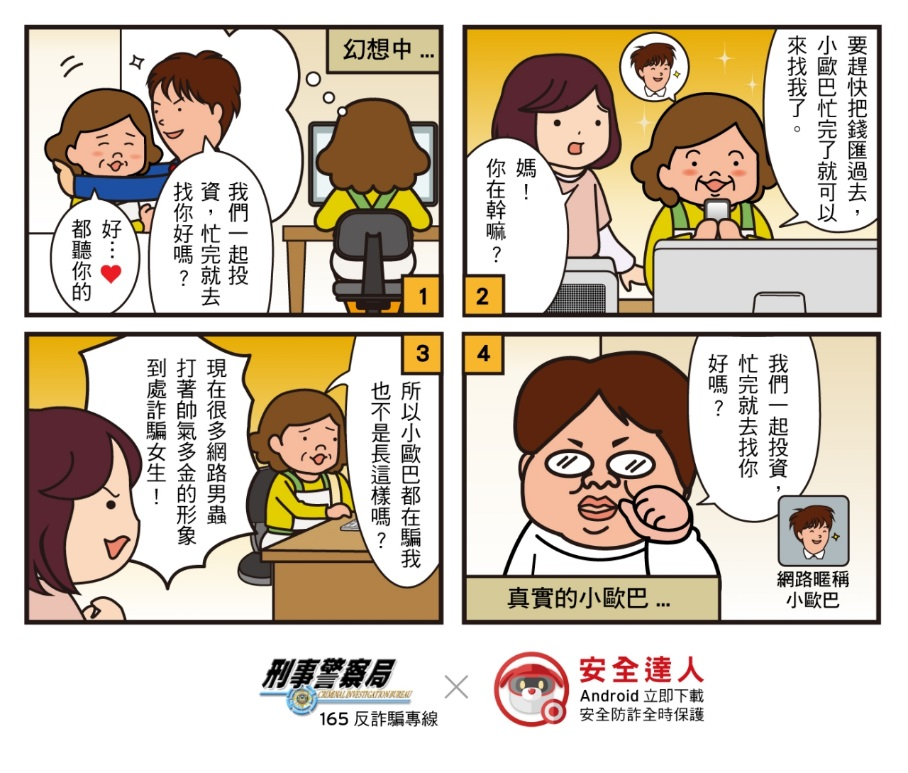 幻想中...
我們一起投
資，忙完就去
找你好嗎？
好…
都聽你的
1
要趕快把錢匯過去，
小歐巴忙完了就可以
來找我了。
媽！
你在幹嘛？
2
所以小歐巴都在騙我
也不是長這樣嗎？
現在很多網路男蟲
打著帥氣多金的形象
到處詐騙女生！
3
我們一起投資，
忙完就去找你
好嗎？
網路暱稱
小歐巴
真實的小歐巴...
4
刑事警察局
CRIMINAL INVESTIGATION BUREAU
165 反詐騙專線
×
安全達人
Android 立即下載
安全防詐全時保護